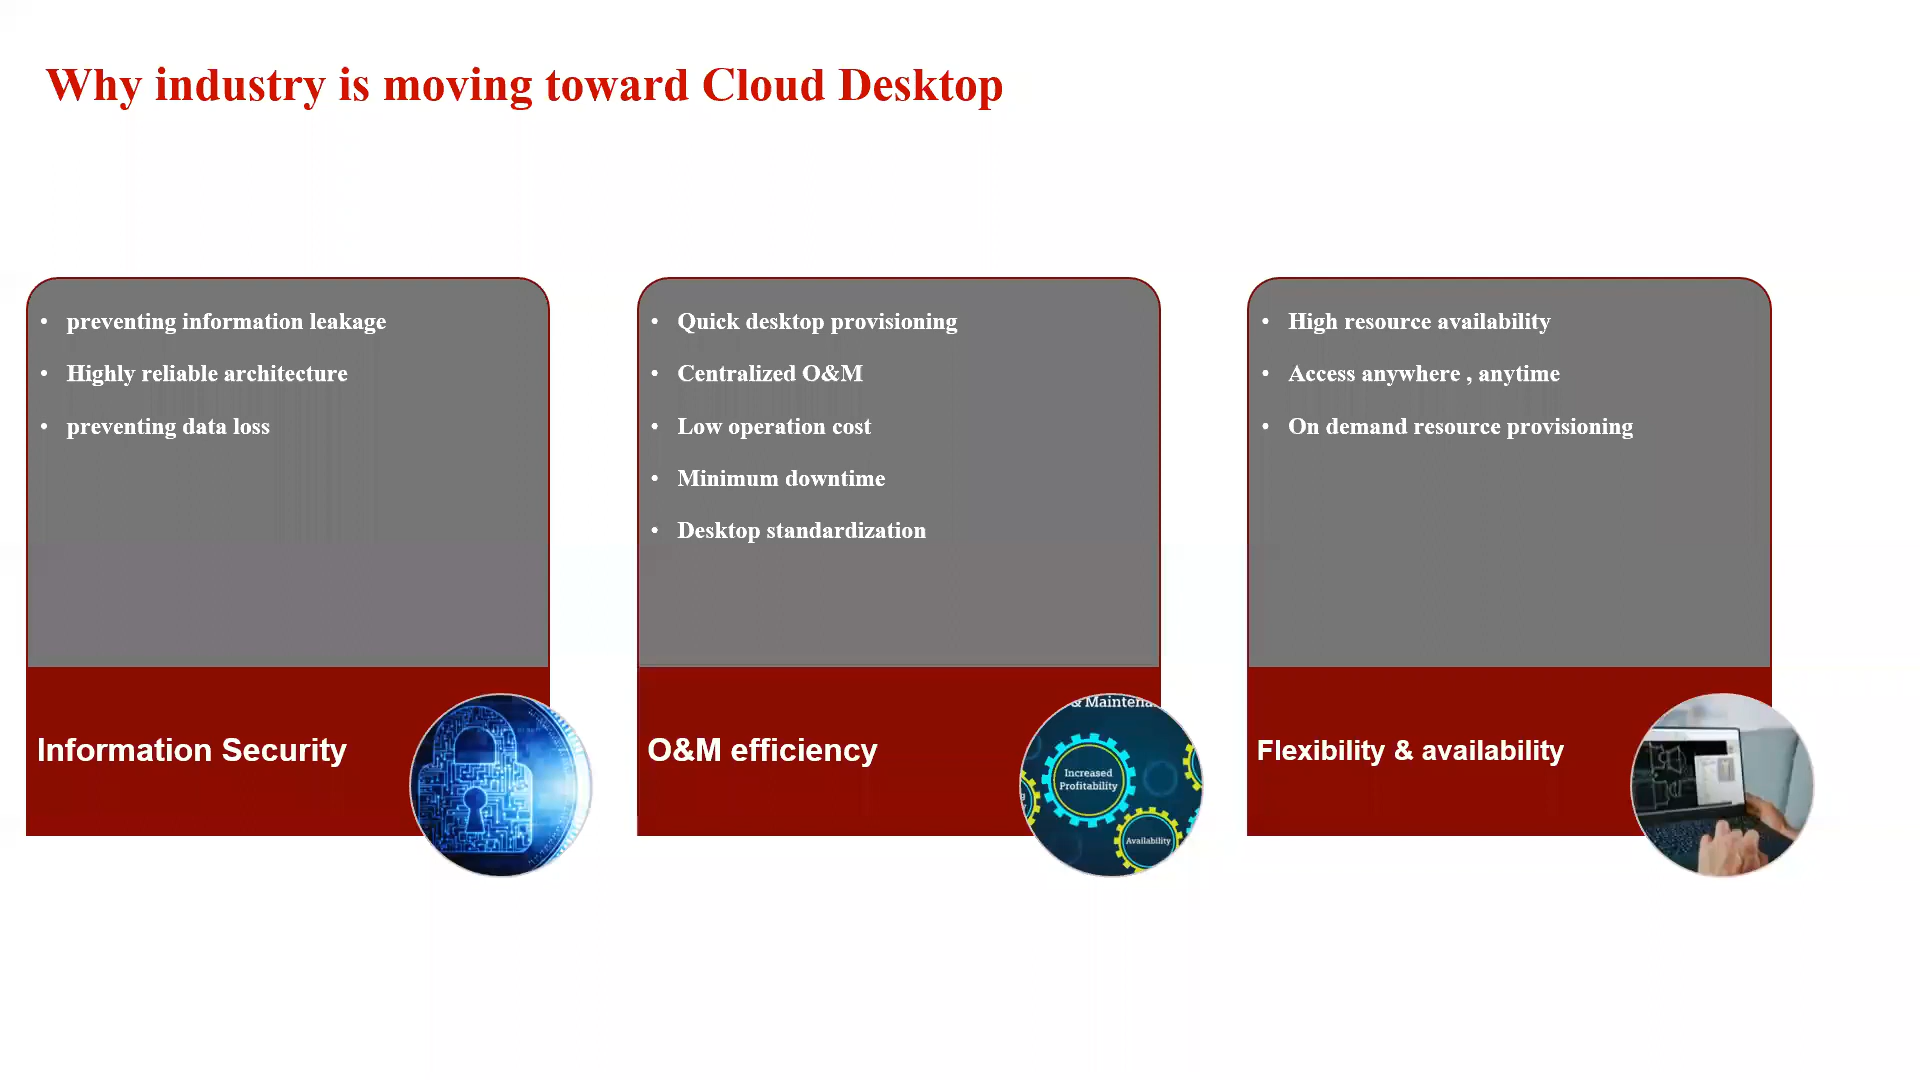 Why industry is moving toward Cloud Desktop
• preventing information leakage
• Highly reliable architecture
• preventing data loss
Information Security
• Quick desktop provisioning
• Centralized O&M
• Low operation cost
• Minimum downtime
• Desktop standardization
O&M efficiency
&
Increased
Profitability
Availability
• High resource availability
• Access anywhere , anytime
• On demand resource provisioning
Flexibility & availability